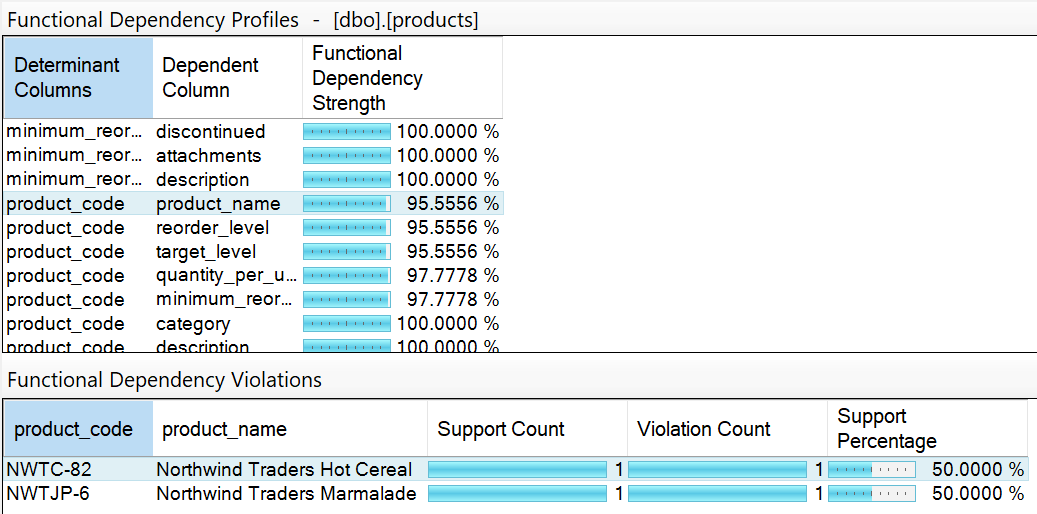 Functional Dependency Profiles - [dbo].[products]
Determinant Columns Dependent Column Functional Dependency Strength
minimum_reor... discontinued 100.0000 %
minimum_reor... attachments 100.0000 %
minimum_reor... description 100.0000 %
product_code product_name 95.5556 %
product_code reorder_level 95.5556 %
product_code target_level 95.5556 %
product_code quantity_per_u... 97.7778 %
product_code minimum_reor... 97.7778 %
product_code category 100.0000 %
product_code description 100.0000 %
Functional Dependency Violations
product_code product_name Support Count Violation Count Support Percentage
NWTC-82 Northwind Traders Hot Cereal 1 1 50.0000 %
NWTJP-6 Northwind Traders Marmalade 1 1 50.0000 %